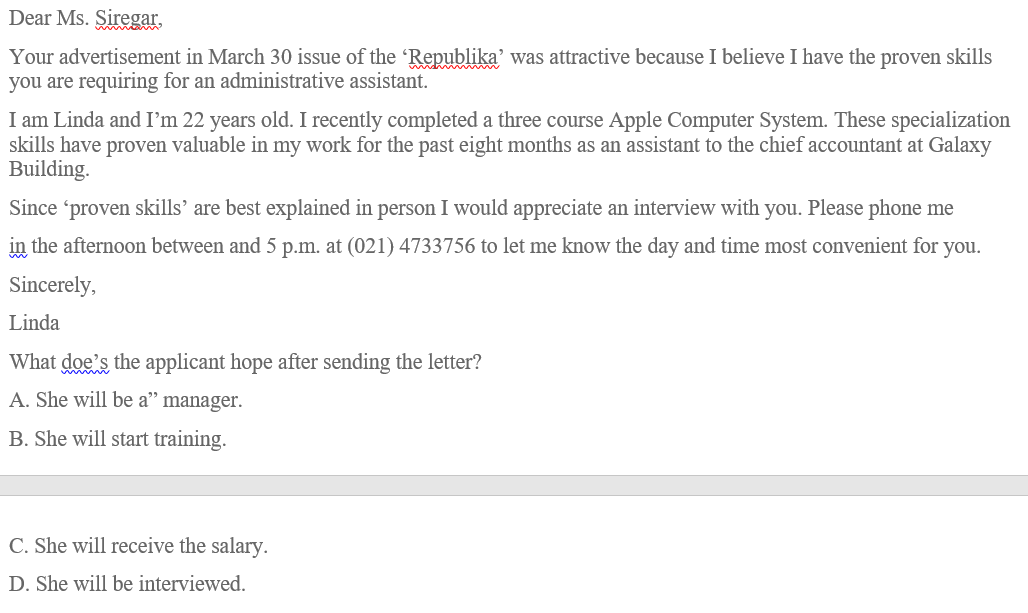 Dear Ms. Siregar,
Your advertisement in March 30 issue of the ‘Republika’ was attractive because I believe I have the proven skills
you are requiring for an administrative assistant.
I am Linda and I’m 22 years old. I recently completed a three course Apple Computer System. These specialization
skills have proven valuable in my work for the past eight months as an assistant to the chief accountant at Galaxy
Building.
Since ‘proven skills’ are best explained in person I would appreciate an interview with you. Please phone me
in the afternoon between and 5 p.m. at (021) 4733756 to let me know the day and time most convenient for you.
Sincerely,
Linda
What doe’s the applicant hope after sending the letter?
A. She will be a” manager.
B. She will start training.
C. She will receive the salary.
D. She will be interviewed.